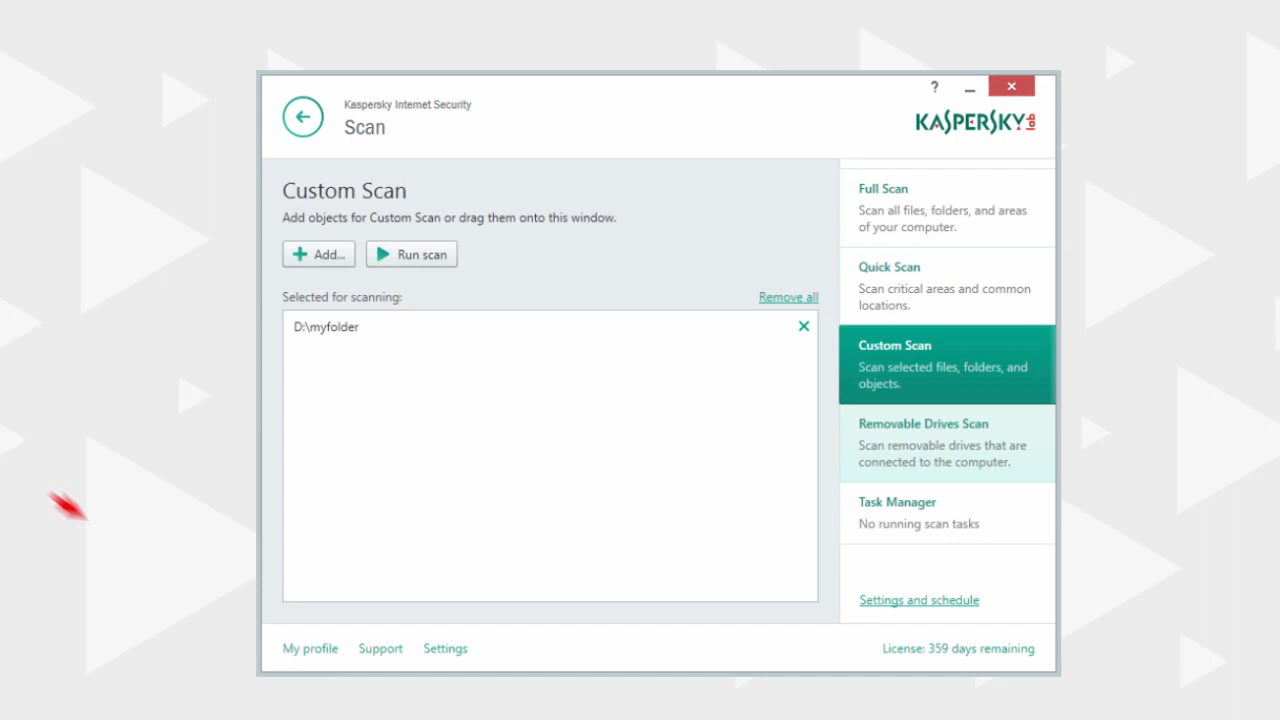 Kaspersky Internet Security
Scan
?
KASPERSKY lab
Custom Scan
Add objects for Custom Scan or drag them onto this window.
Add...
Run scan
Selected for scanning:
Remove all
D:\myfolder
Full Scan
Scan all files, folders, and areas
of your computer.
Quick Scan
Scan critical areas and common
locations.
Custom Scan
Scan selected files, folders, and
objects.
Removable Drives Scan
Scan removable drives that are
connected to the computer.
Task Manager
No running scan tasks
Settings and schedule
My profile
Support
Settings
License: 359 days remaining